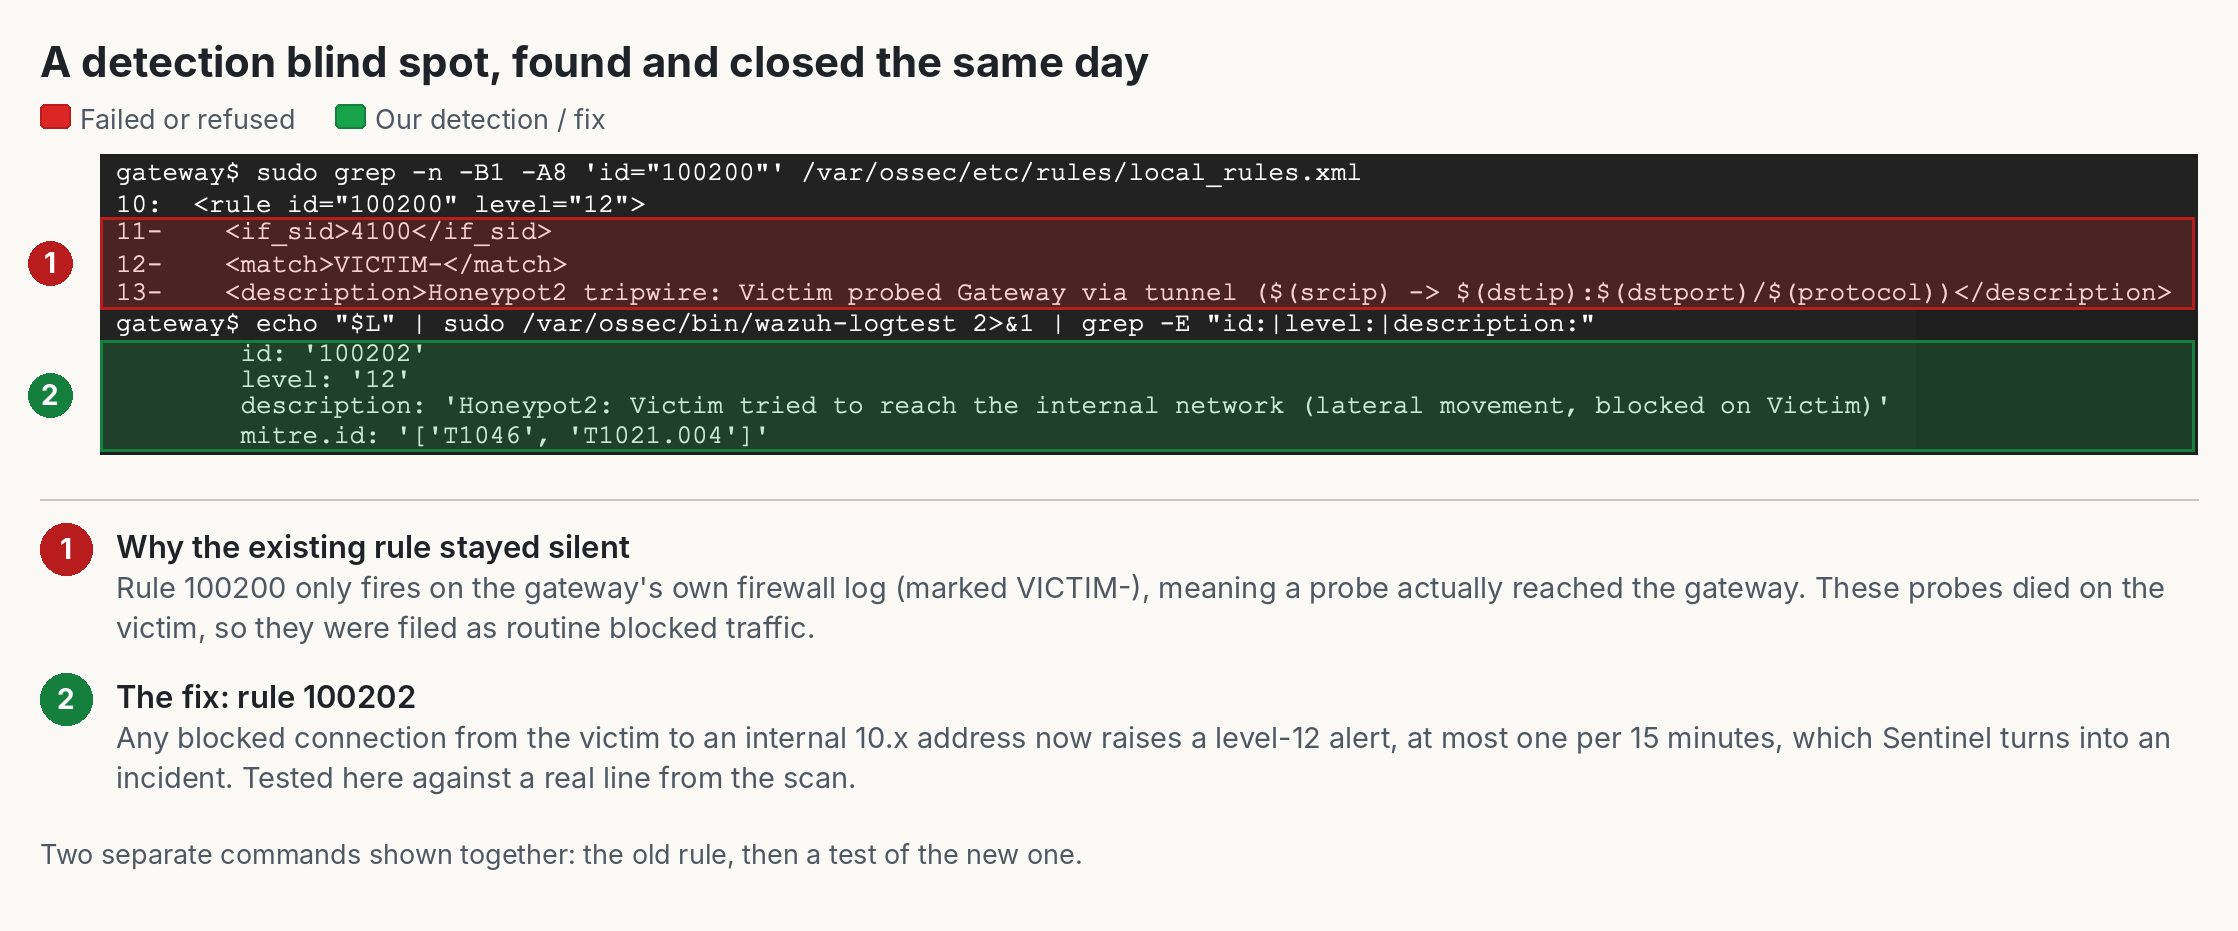 A detection blind spot, found and closed the same day
Failed or refused
Our detection / fix
gateway$ sudo grep -n -B1 -A8 'id="100200"' /var/ossec/etc/rules/local_rules.xml
10:  <rule id="100200" level="12">
11-    <if_sid>4100</if_sid>
12-    <match>VICTIM-</match>
13-    <description>Honeypot2 tripwire: Victim probed Gateway via tunnel ($(srcip) -> $(dstip):$(dstport)/$(protocol))</description>
1
gateway$ echo "$L" | sudo /var/ossec/bin/wazuh-logtest 2>&1 | grep -E "id:|level:|description:"
id: '100202'
level: '12'
description: 'Honeypot2: Victim tried to reach the internal network (lateral movement, blocked on Victim)'
mitre.id: '['T1046', 'T1021.004']'
2
1
Why the existing rule stayed silent
Rule 100200 only fires on the gateway's own firewall log (marked VICTIM-), meaning a probe actually reached the gateway. These probes died on the
victim, so they were filed as routine blocked traffic.
2
The fix: rule 100202
Any blocked connection from the victim to an internal 10.x address now raises a level-12 alert, at most one per 15 minutes, which Sentinel turns into an
incident. Tested here against a real line from the scan.
Two separate commands shown together: the old rule, then a test of the new one.